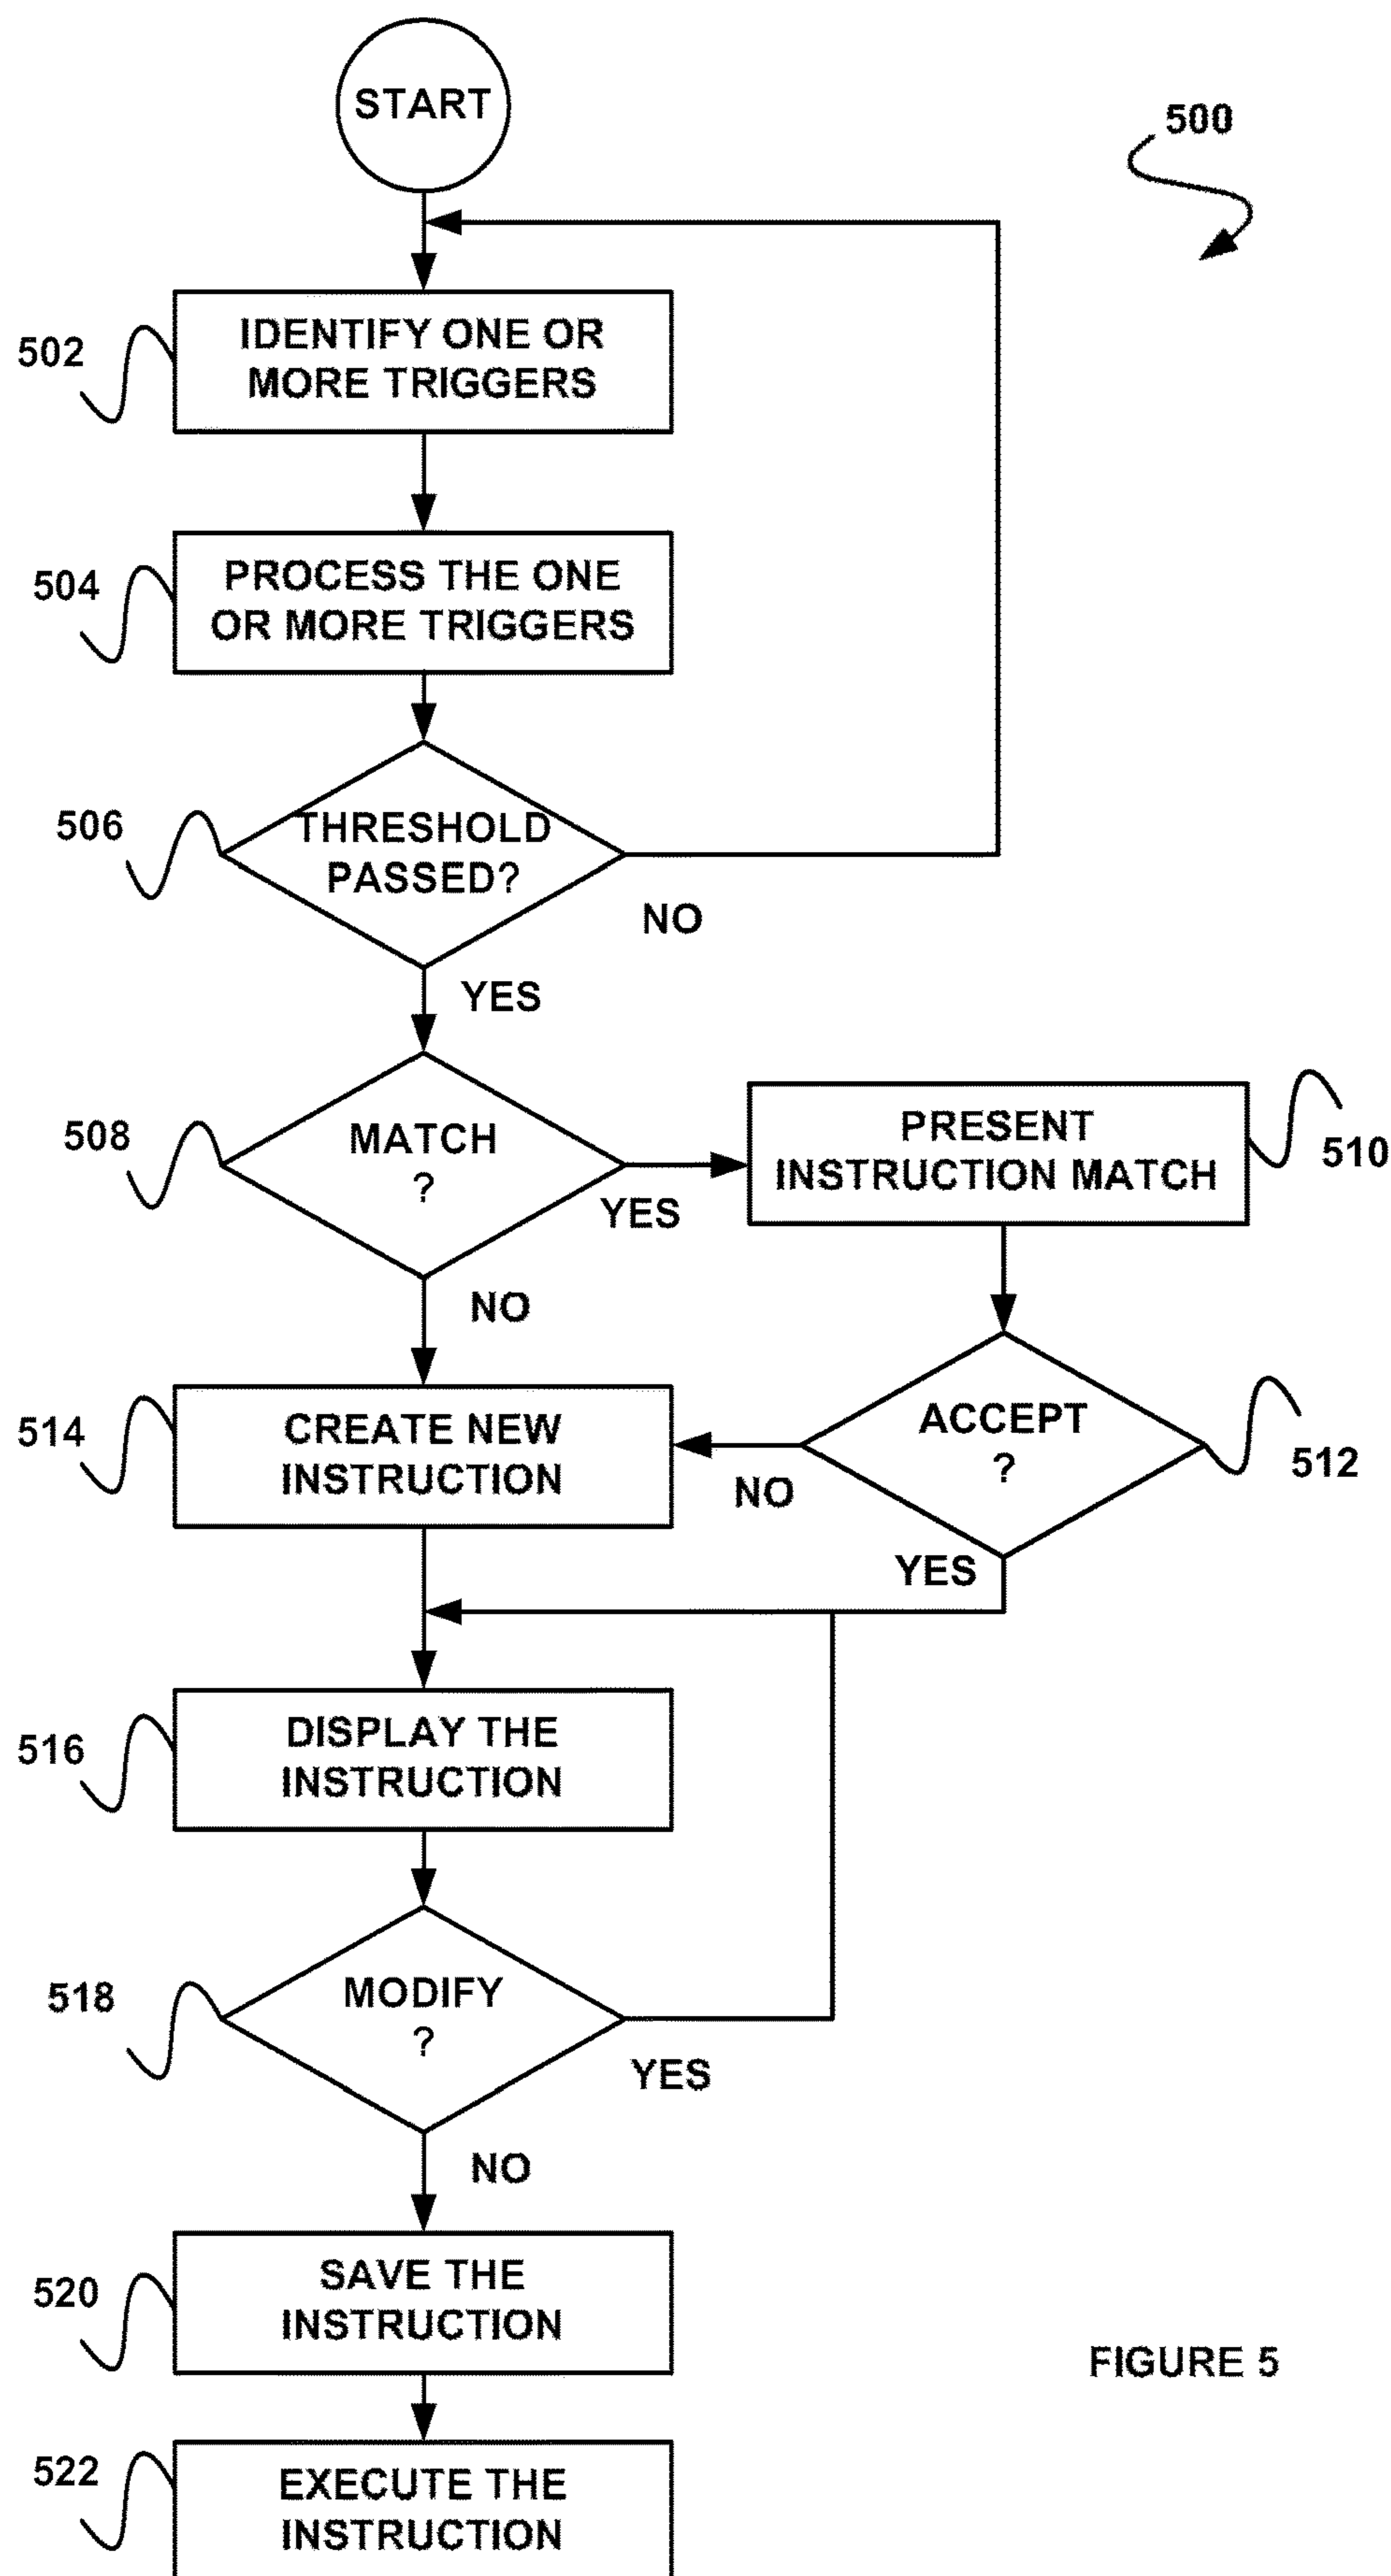 START
500
502
IDENTIFY ONE OR
MORE TRIGGERS
504
PROCESS THE ONE
OR MORE TRIGGERS
506
THRESHOLD
PASSED?
NO
YES
508
MATCH
?
YES
PRESENT
INSTRUCTION MATCH
510
NO
514
CREATE NEW
INSTRUCTION
NO
ACCEPT
?
512
YES
516
DISPLAY THE
INSTRUCTION
518
MODIFY
?
YES
NO
520
SAVE THE
INSTRUCTION
FIGURE 5
522
EXECUTE THE
INSTRUCTION